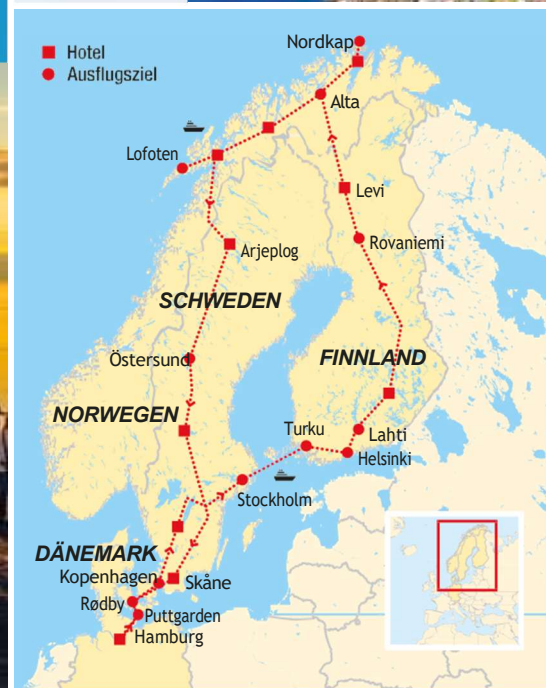 Nordkap
Hotel
Ausflugsziel
Alta
Lofoten
Levi
Rovaniemi
Arjeplog
SCHWEDEN
Östersund
FINNLAND
NORWEGEN
Turku
Lahti
Helsinki
Stockholm
DÄNEMARK
Kopenhagen
Skåne
Rødby
Puttgarden
Hamburg